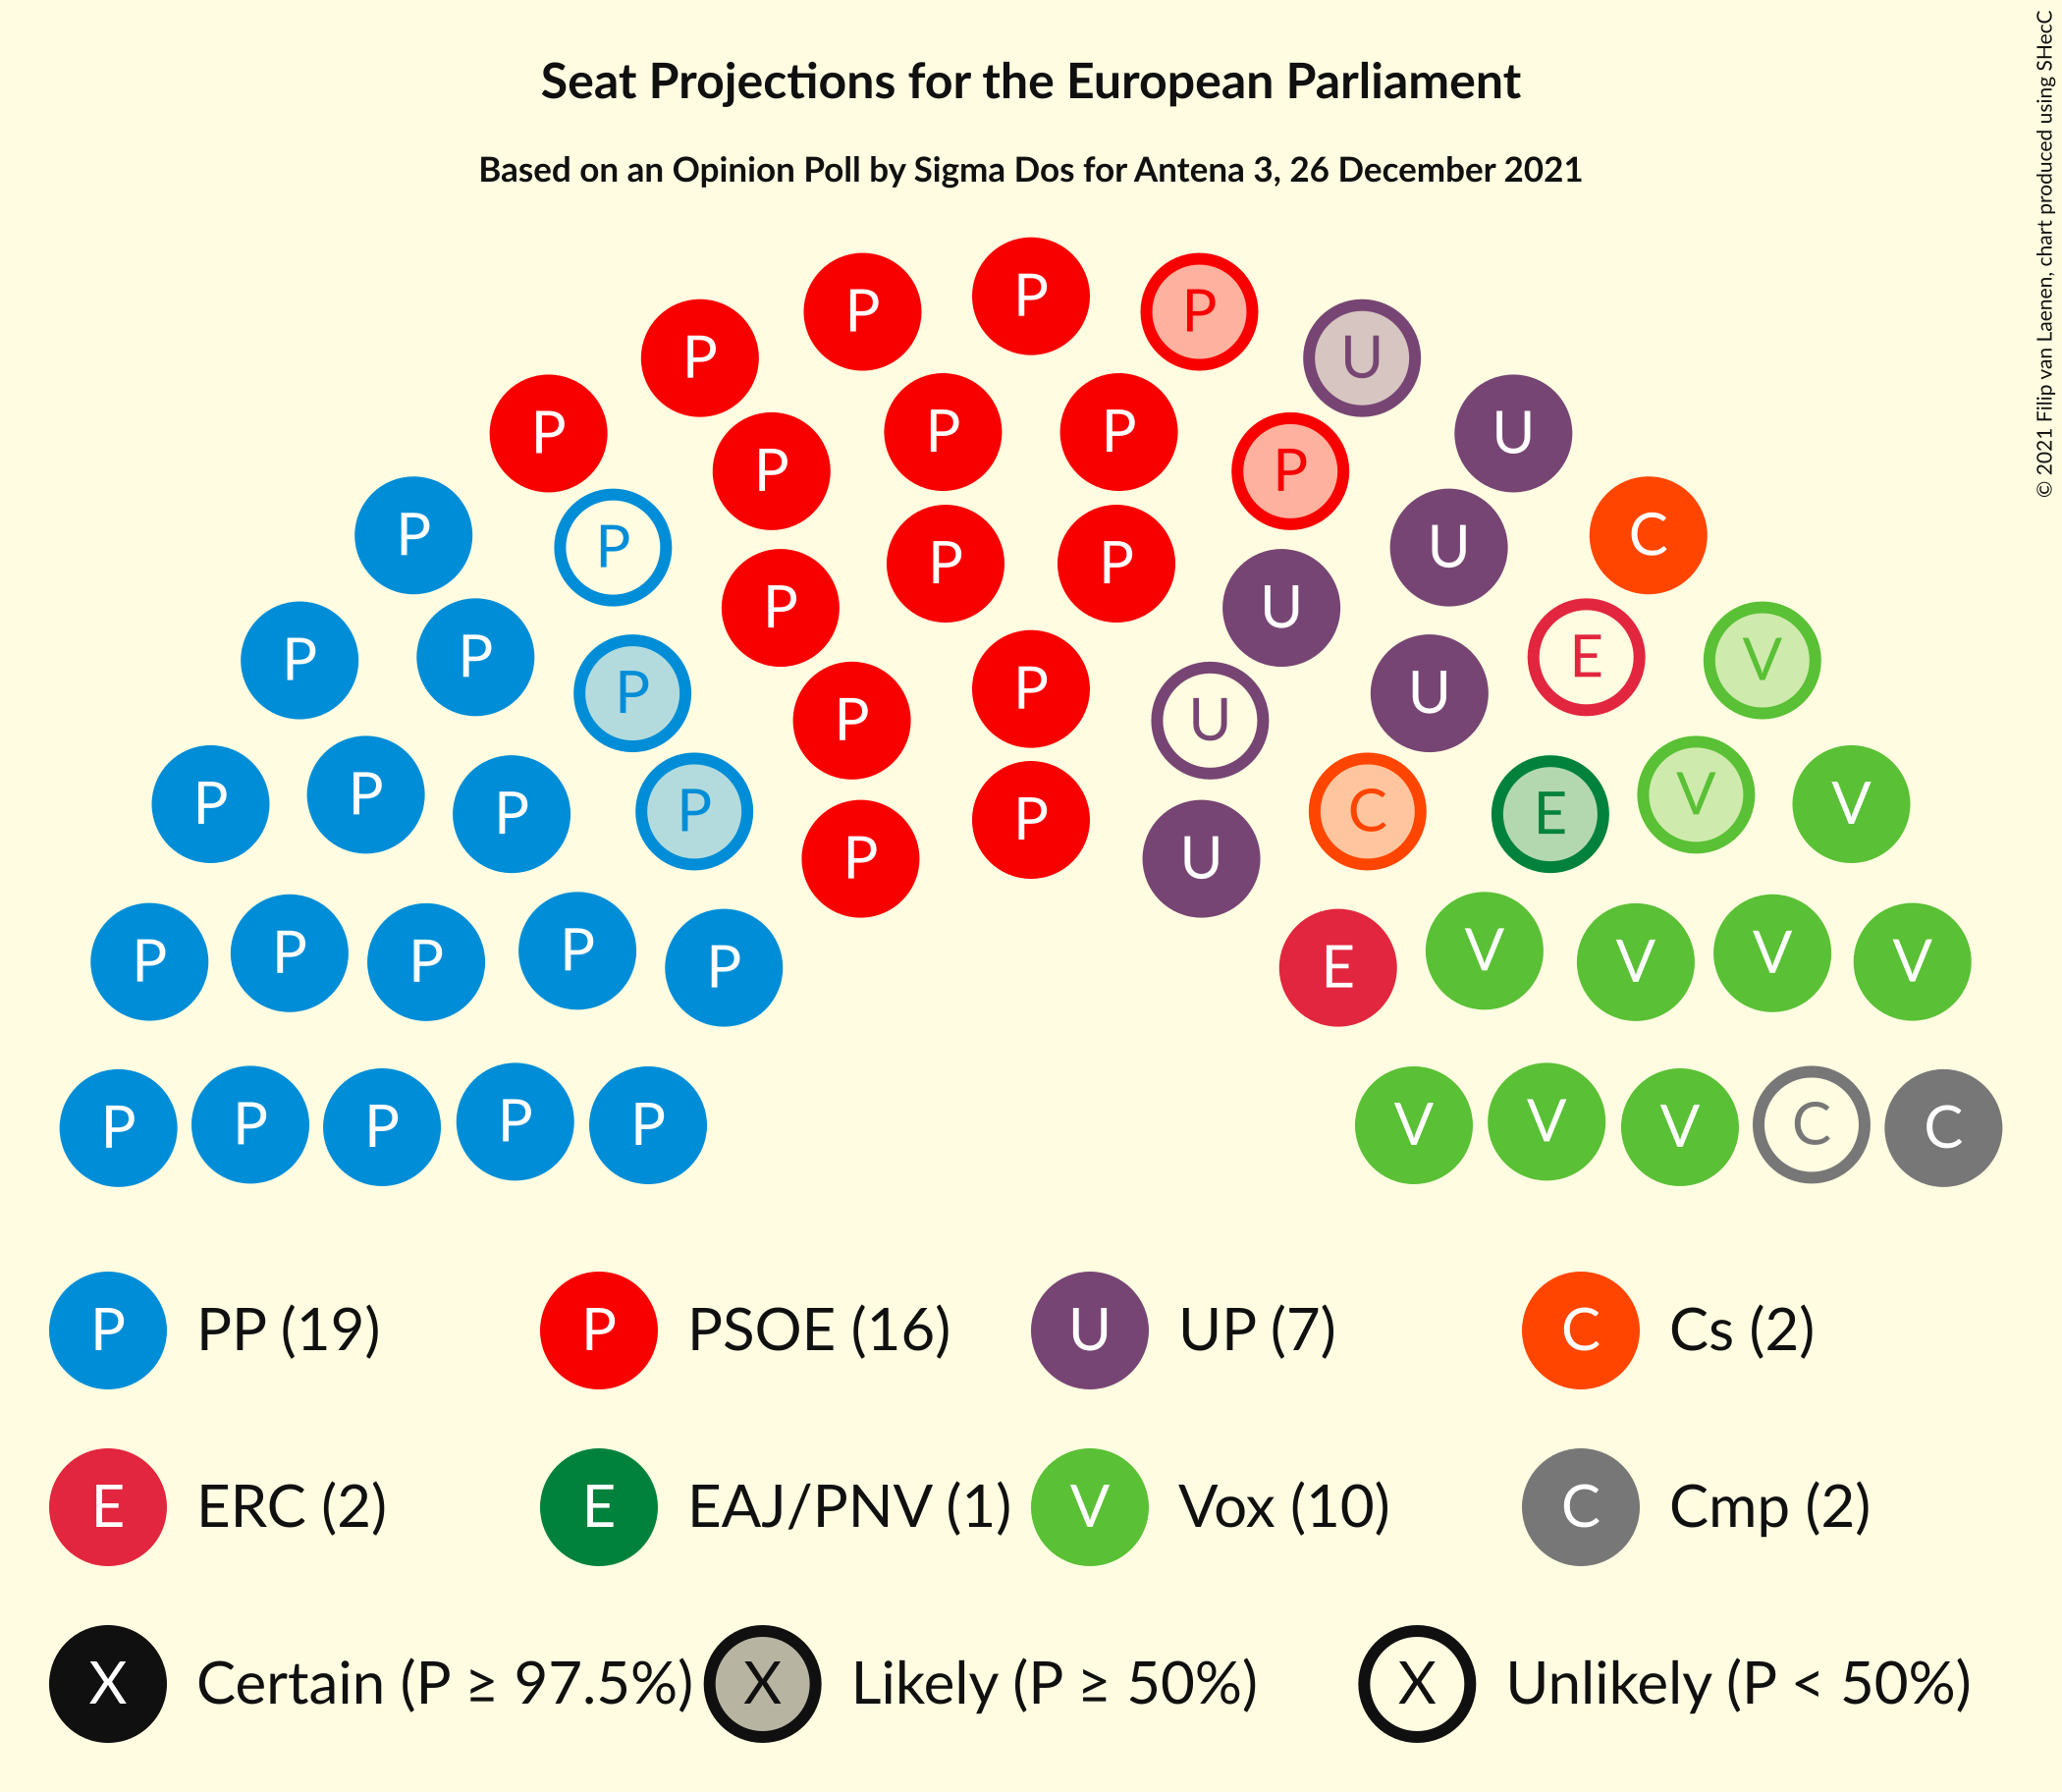 Seat Projections for the European Parliament
Based on an Opinion Poll by Sigma Dos for Antena 3, 26 December 2021
© 2021 Filip van Laenen, chart produced using SHecC
P
P P
P U
P U
P P
P P
P U
P C
P P
P P
P U
P U
P E
P V
P P
P U
P P
P U
P C
P E
P V
P V
P P
P U
P P P P P
E V V V V
P P P P P
V V V C C
P PP (19)
P PSOE (16)
U UP (7)
C Cs (2)
E ERC (2)
E EAJ/PNV (1)
V Vox (10)
C Cmp (2)
X Certain (P ≥ 97.5%)
X Likely (P ≥ 50%)
X Unlikely (P < 50%)